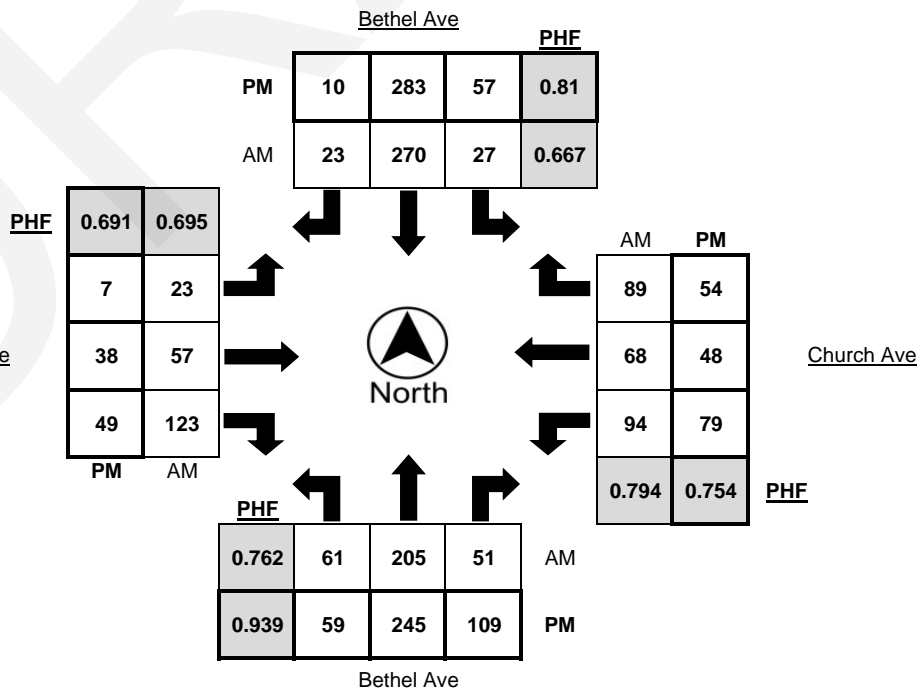 Bethel Ave
PHF
PM 10 283 57 0.81
AM 23 270 27 0.667
PHF 0.691 0.695
AM PM
7 23
89 54
38 57
68 48
Church Ave
North
49 123
94 79
PM AM
0.794 0.754 PHF
PHF
0.762 61 205 51 AM
0.939 59 245 109 PM
Bethel Ave